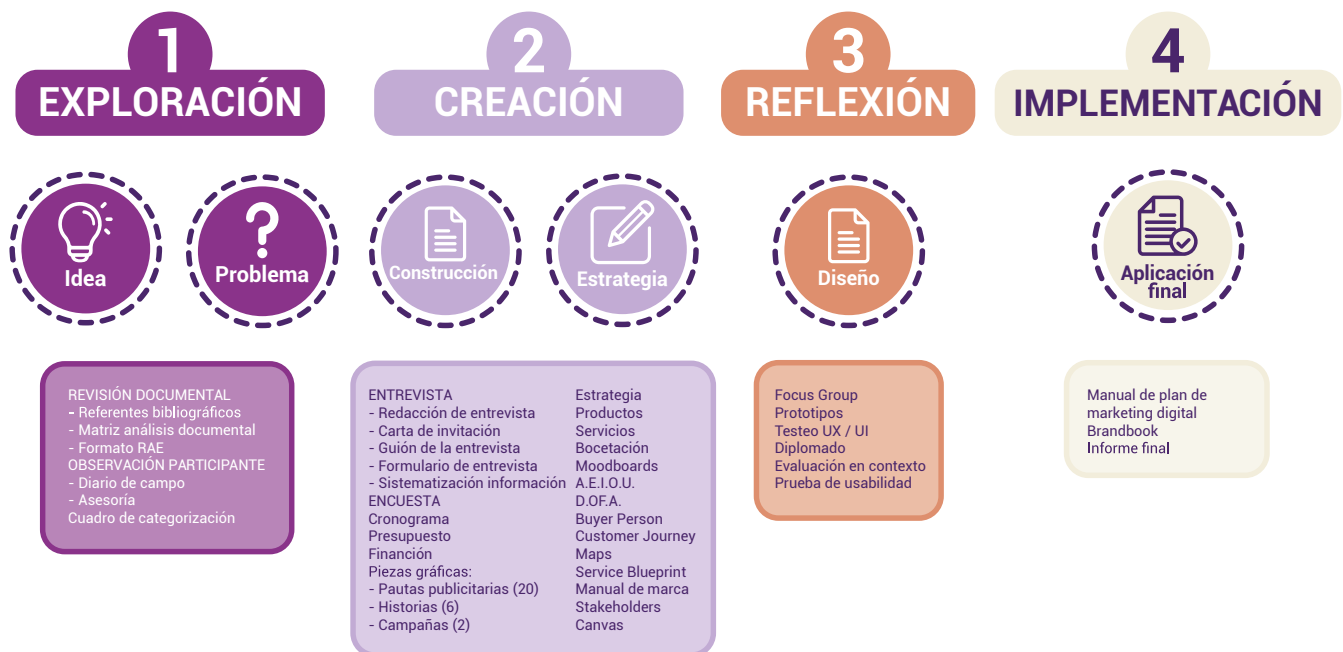 1
EXPLORACIÓN
Idea
Problema
REVISIÓN DOCUMENTAL
- Referentes bibliográficos
- Matriz análisis documental
- Formato RAE
OBSERVACIÓN PARTICIPANTE
- Diario de campo
- Asesoría
Cuadro de categorización
2
CREACIÓN
Construcción
Estrategia
ENTREVISTA
- Redacción de entrevista
- Carta de invitación
- Guión de la entrevista
- Formulario de entrevista
- Sistematización información
ENCUESTA
Cronograma
Presupuesto
Financión
Piezas gráficas:
- Pautas publicitarias (20)
- Historias (6)
- Campañas (2)
Estrategia
Productos
Servicios
Bocetación
Moodboards
A.E.I.O.U.
D.OF.A.
Buyer Person
Customer Journey
Maps
Service Blueprint
Manual de marca
Stakeholders
Canvas
3
REFLEXIÓN
Diseño
Focus Group
Prototipos
Testeo UX / UI
Diplomado
Evaluación en contexto
Prueba de usabilidad
4
IMPLEMENTACIÓN
Aplicación
final
Manual de plan de
marketing digital
Brandbook
Informe final